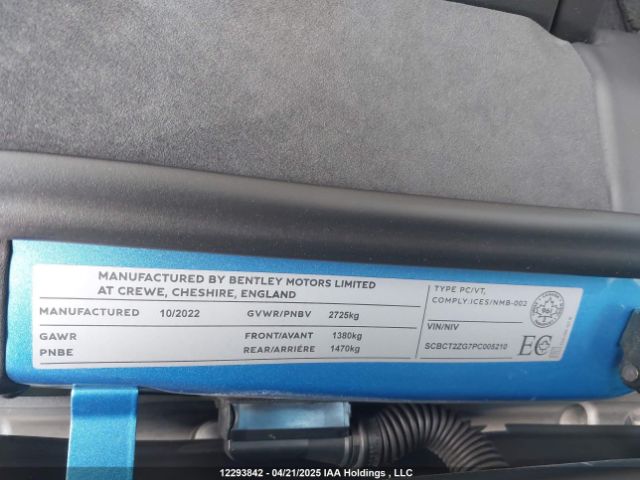 MANUFACTURED BY BENTLEY MOTORS LIMITED
AT CREWE, CHESHIRE, ENGLAND
MANUFACTURED 10/2022 GVWR/PNBV 2725kg
GAWR FRONT/AVANT 1380kg
PNBE REAR/ARRIÉRE 1470kg
TYPE PC/VT,
COMPLY:ICES/NMB-002
VIN/NIV
SCBCT2ZG7PC005210
EC
12293842 - 04/21/2025 IAA Holdings , LLC